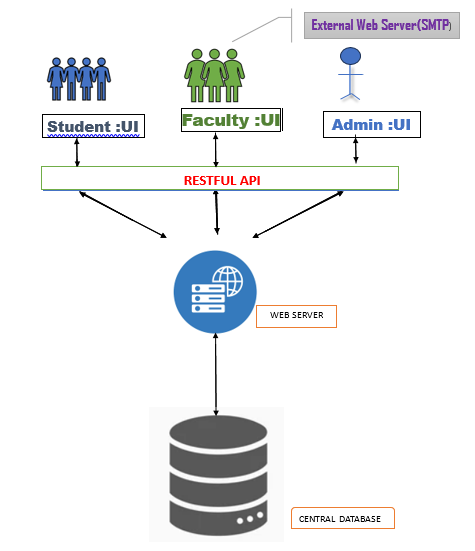 External Web Server(SMTP)
Student :UI
Faculty :UI
Admin :UI
RESTFUL API
WEB SERVER
CENTRAL DATABASE